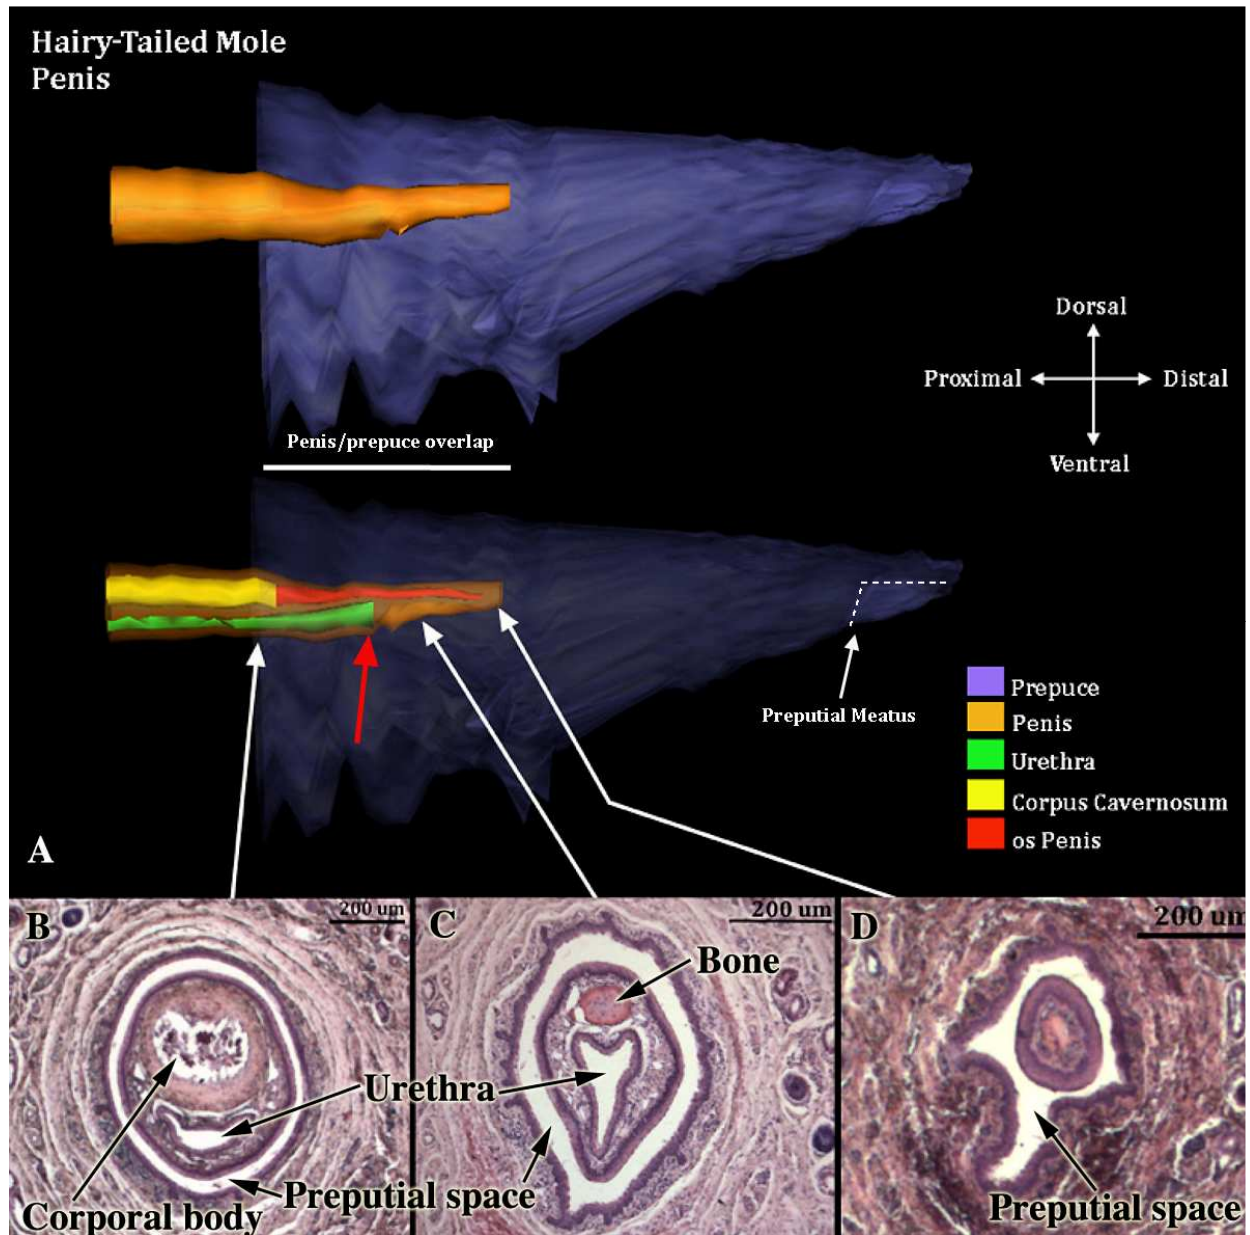 Hairy-Tailed Mole
Penis
Dorsal
Proximal
Distal
Ventral
Penis/prepuce overlap
Preputial Meatus
Prepuce
Penis
Urethra
Corpus Cavernosum
os Penis
A
B
200 um
C
200 um
D
200 um
Bone
Urethra
Corporal body
Preputial space
Preputial space